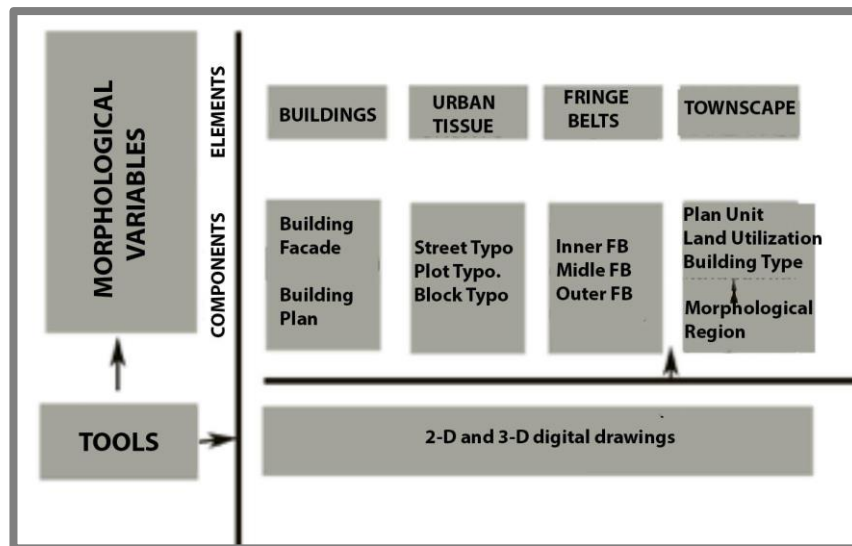 MORPHOLOGICAL
VARIABLES
ELEMENTS
COMPONENTS
BUILDINGS
URBAN
TISSUE
FRINGE
BELTS
TOWNSCAPE
Building
Facade
Building
Plan
Street Typo
Plot Typo.
Block Typo
Inner FB
Midle FB
Outer FB
Plan Unit
Land Utilization
Building Type
Morphological
Region
TOOLS
2-D and 3-D digital drawings